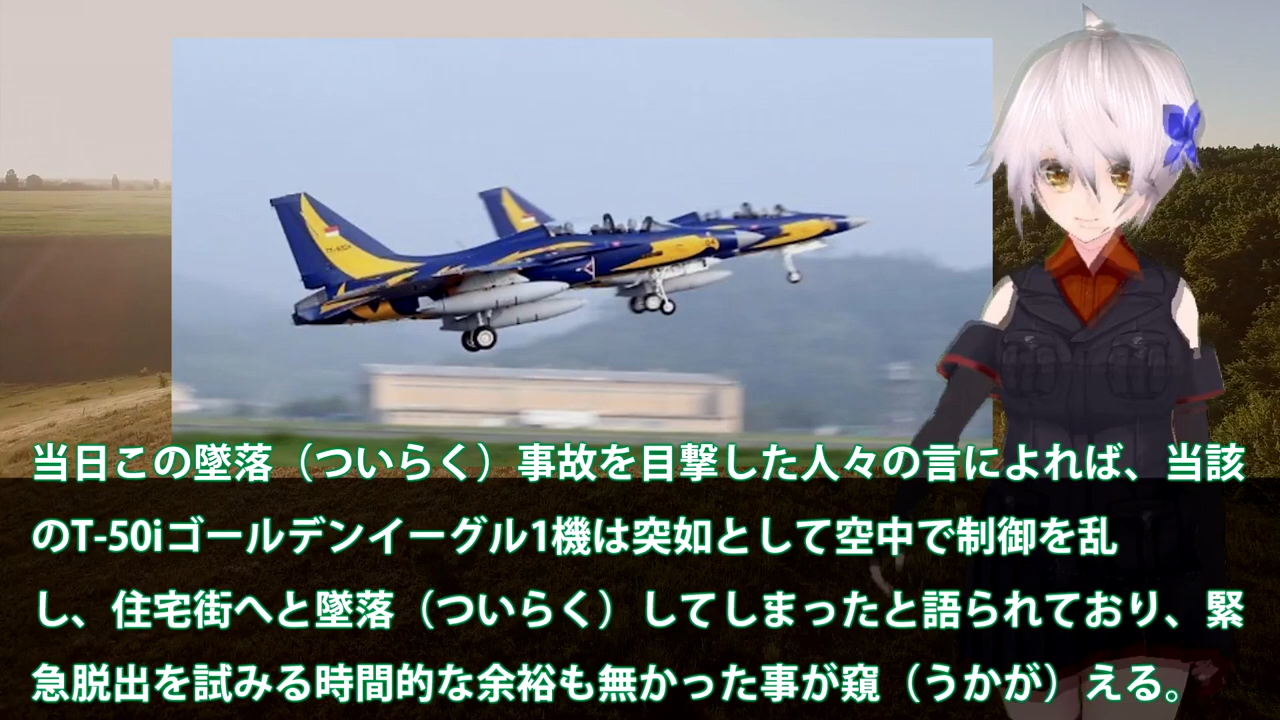 当日この墜落（ついらく）事故を目撃した人々の言によれば、当該
のT-50iゴールデンイーグル1機は突如として空中で制御を乱
し、住宅街へと墜落（ついらく）してしまったと語られており、緊
急脱出を試みる時間的な余裕も無かった事が窺（うかが）える。